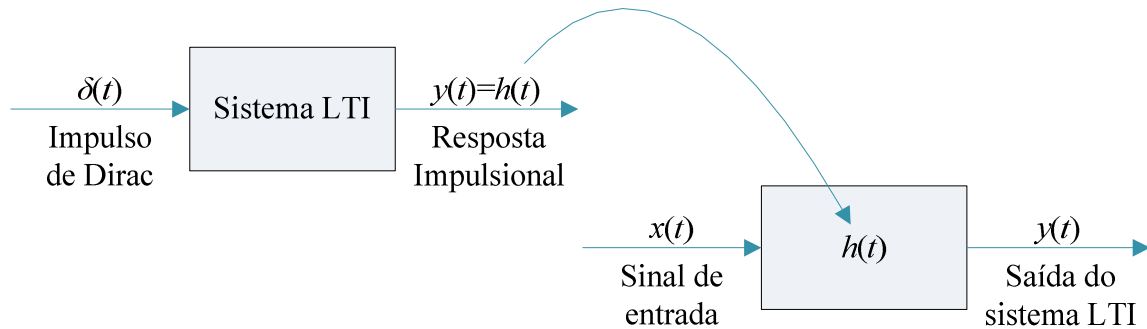 δ(t)
Impulso
de Dirac
Sistema LTI
y(t)=h(t)
Resposta
Impulsional
x(t)
Sinal de
entrada
h(t)
y(t)
Saída do
sistema LTI